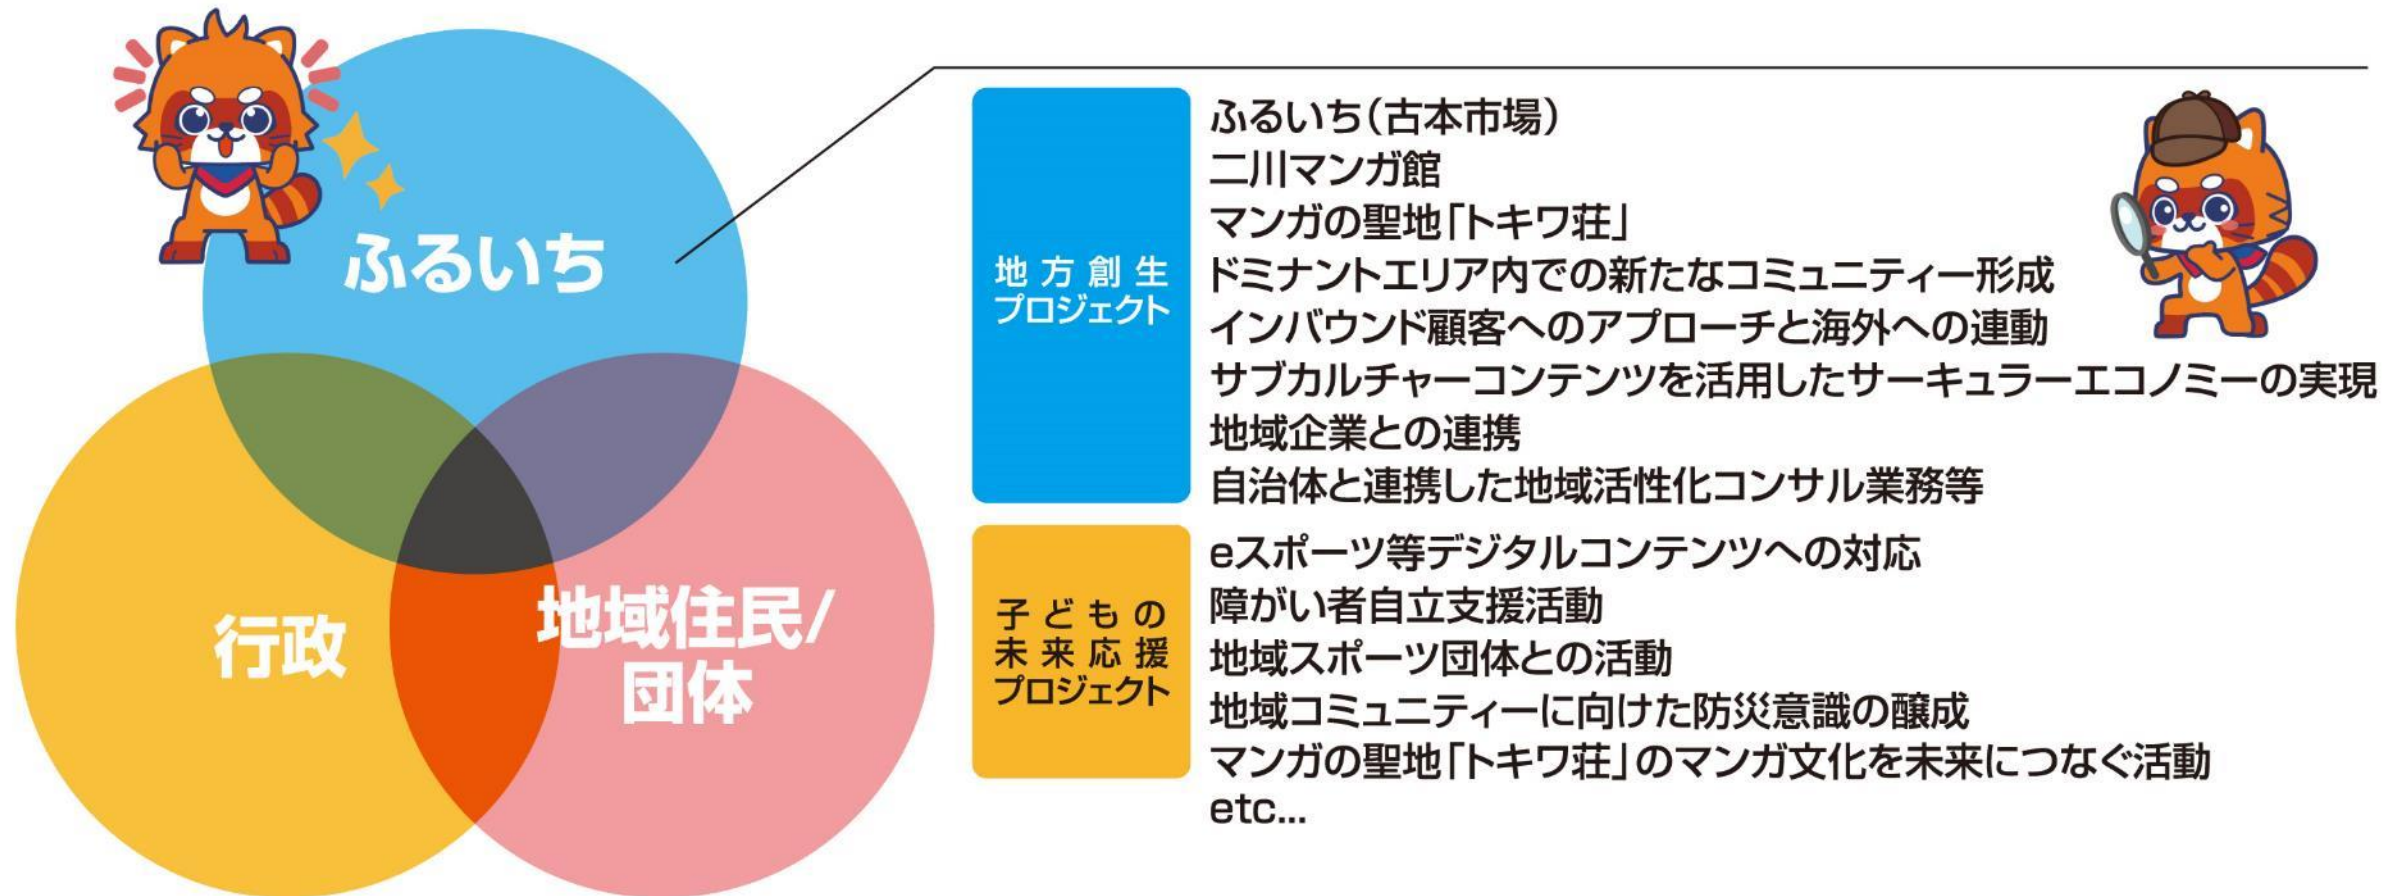 ふるいち
行政
地域住民/
団体
地方創生
プロジェクト
ふるいち(古本市場)
二川マンガ館
マンガの聖地「トキワ荘」
ドミナントエリア内での新たなコミュニティー形成
インバウンド顧客へのアプローチと海外への連動
サブカルチャーコンテンツを活用したサーキュラーエコノミーの実現
地域企業との連携
自治体と連携した地域活性化コンサル業務等
子どもの
未来応援
プロジェクト
eスポーツ等デジタルコンテンツへの対応
障がい者自立支援活動
地域スポーツ団体との活動
地域コミュニティーに向けた防災意識の醸成
マンガの聖地「トキワ荘」のマンガ文化を未来につなぐ活動
etc...